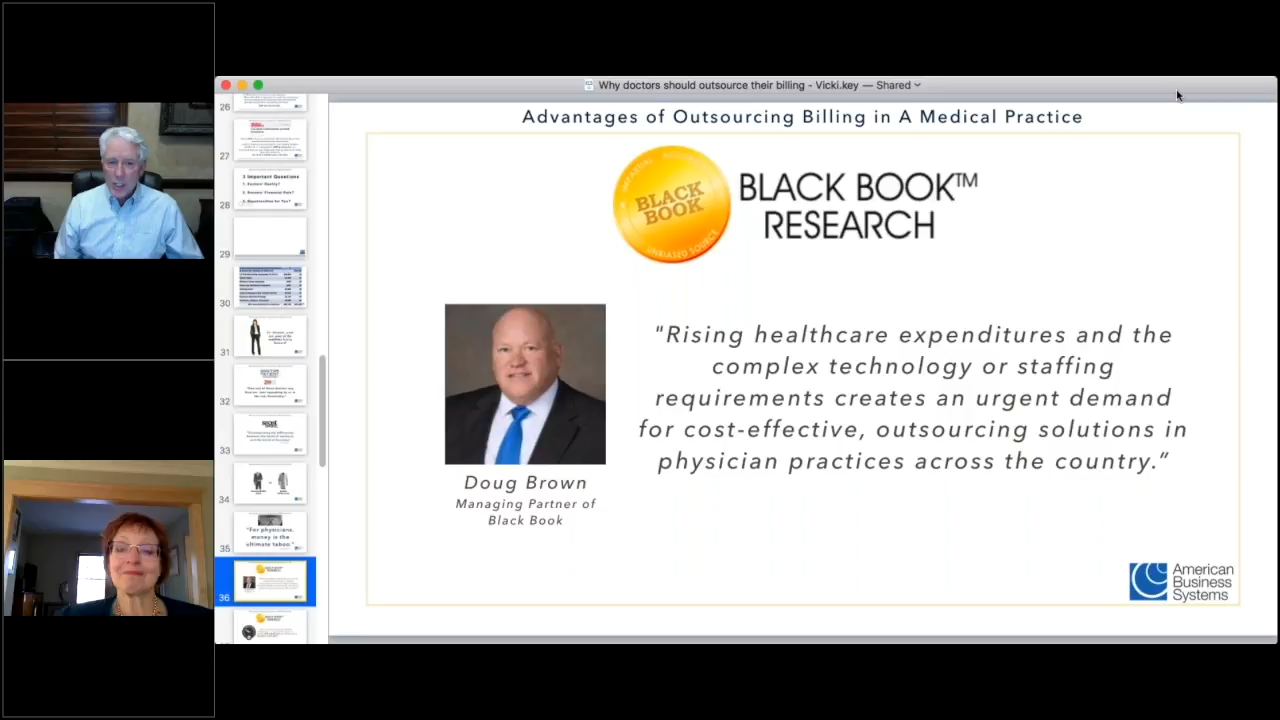 Why doctors should outsource their billing - Vicki.key — Shared
Advantages of Outsourcing Billing in A Medical Practice
BLACK BOOK
UNBIASED SOURCE
BLACK BOOK™
RESEARCH
"Rising healthcare expenditures and the
complex technology or staffing
requirements creates an urgent demand
for cost-effective, outsourcing solutions in
physician practices across the country.”
Doug Brown
Managing Partner of
Black Book
American
Business
Systems
26
27
3 Important Questions
28
29
30
31
32
33
34
"For physicians,
money is the
ultimate taboo."
35
36